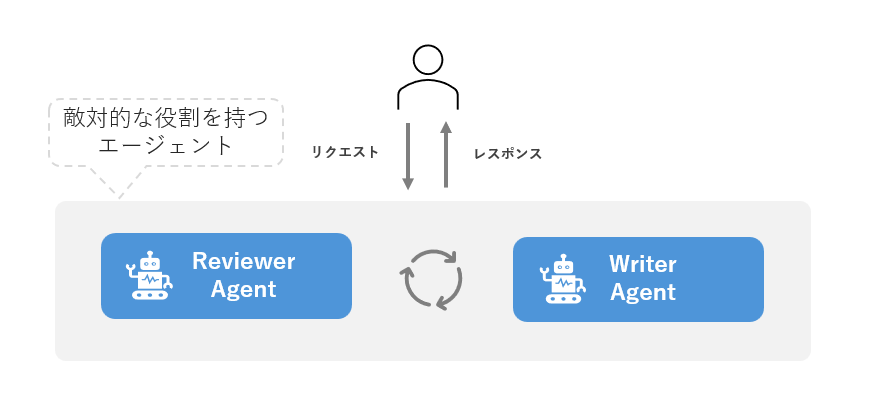 敵対的な役割を持つ
エージェント
リクエスト
レスポンス
Reviewer
Agent
Writer
Agent